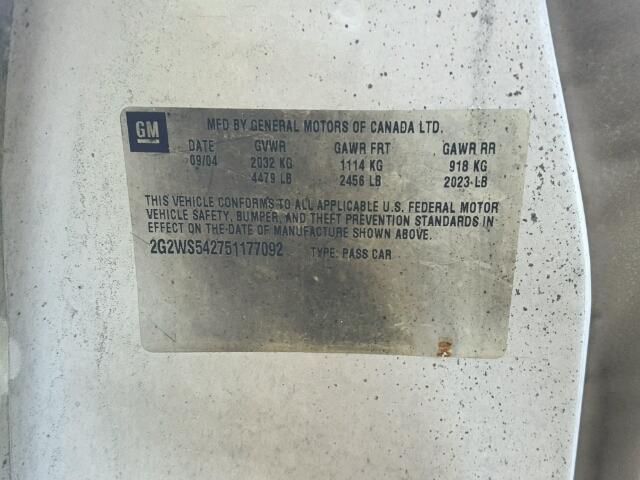 GM
MFD BY GENERAL MOTORS OF CANADA LTD.
DATE GVWR GAWR FRT GAWR RR
09/04 2032 KG 1114 KG 918 KG
4479 LB 2456 LB 2023 LB
THIS VEHICLE CONFORMS TO ALL APPLICABLE U.S. FEDERAL MOTOR
VEHICLE SAFETY, BUMPER, AND THEFT PREVENTION STANDARDS IN
EFFECT ON THE DATE OF MANUFACTURE SHOWN ABOVE.
2G2WS542751177092 TYPE: PASS CAR